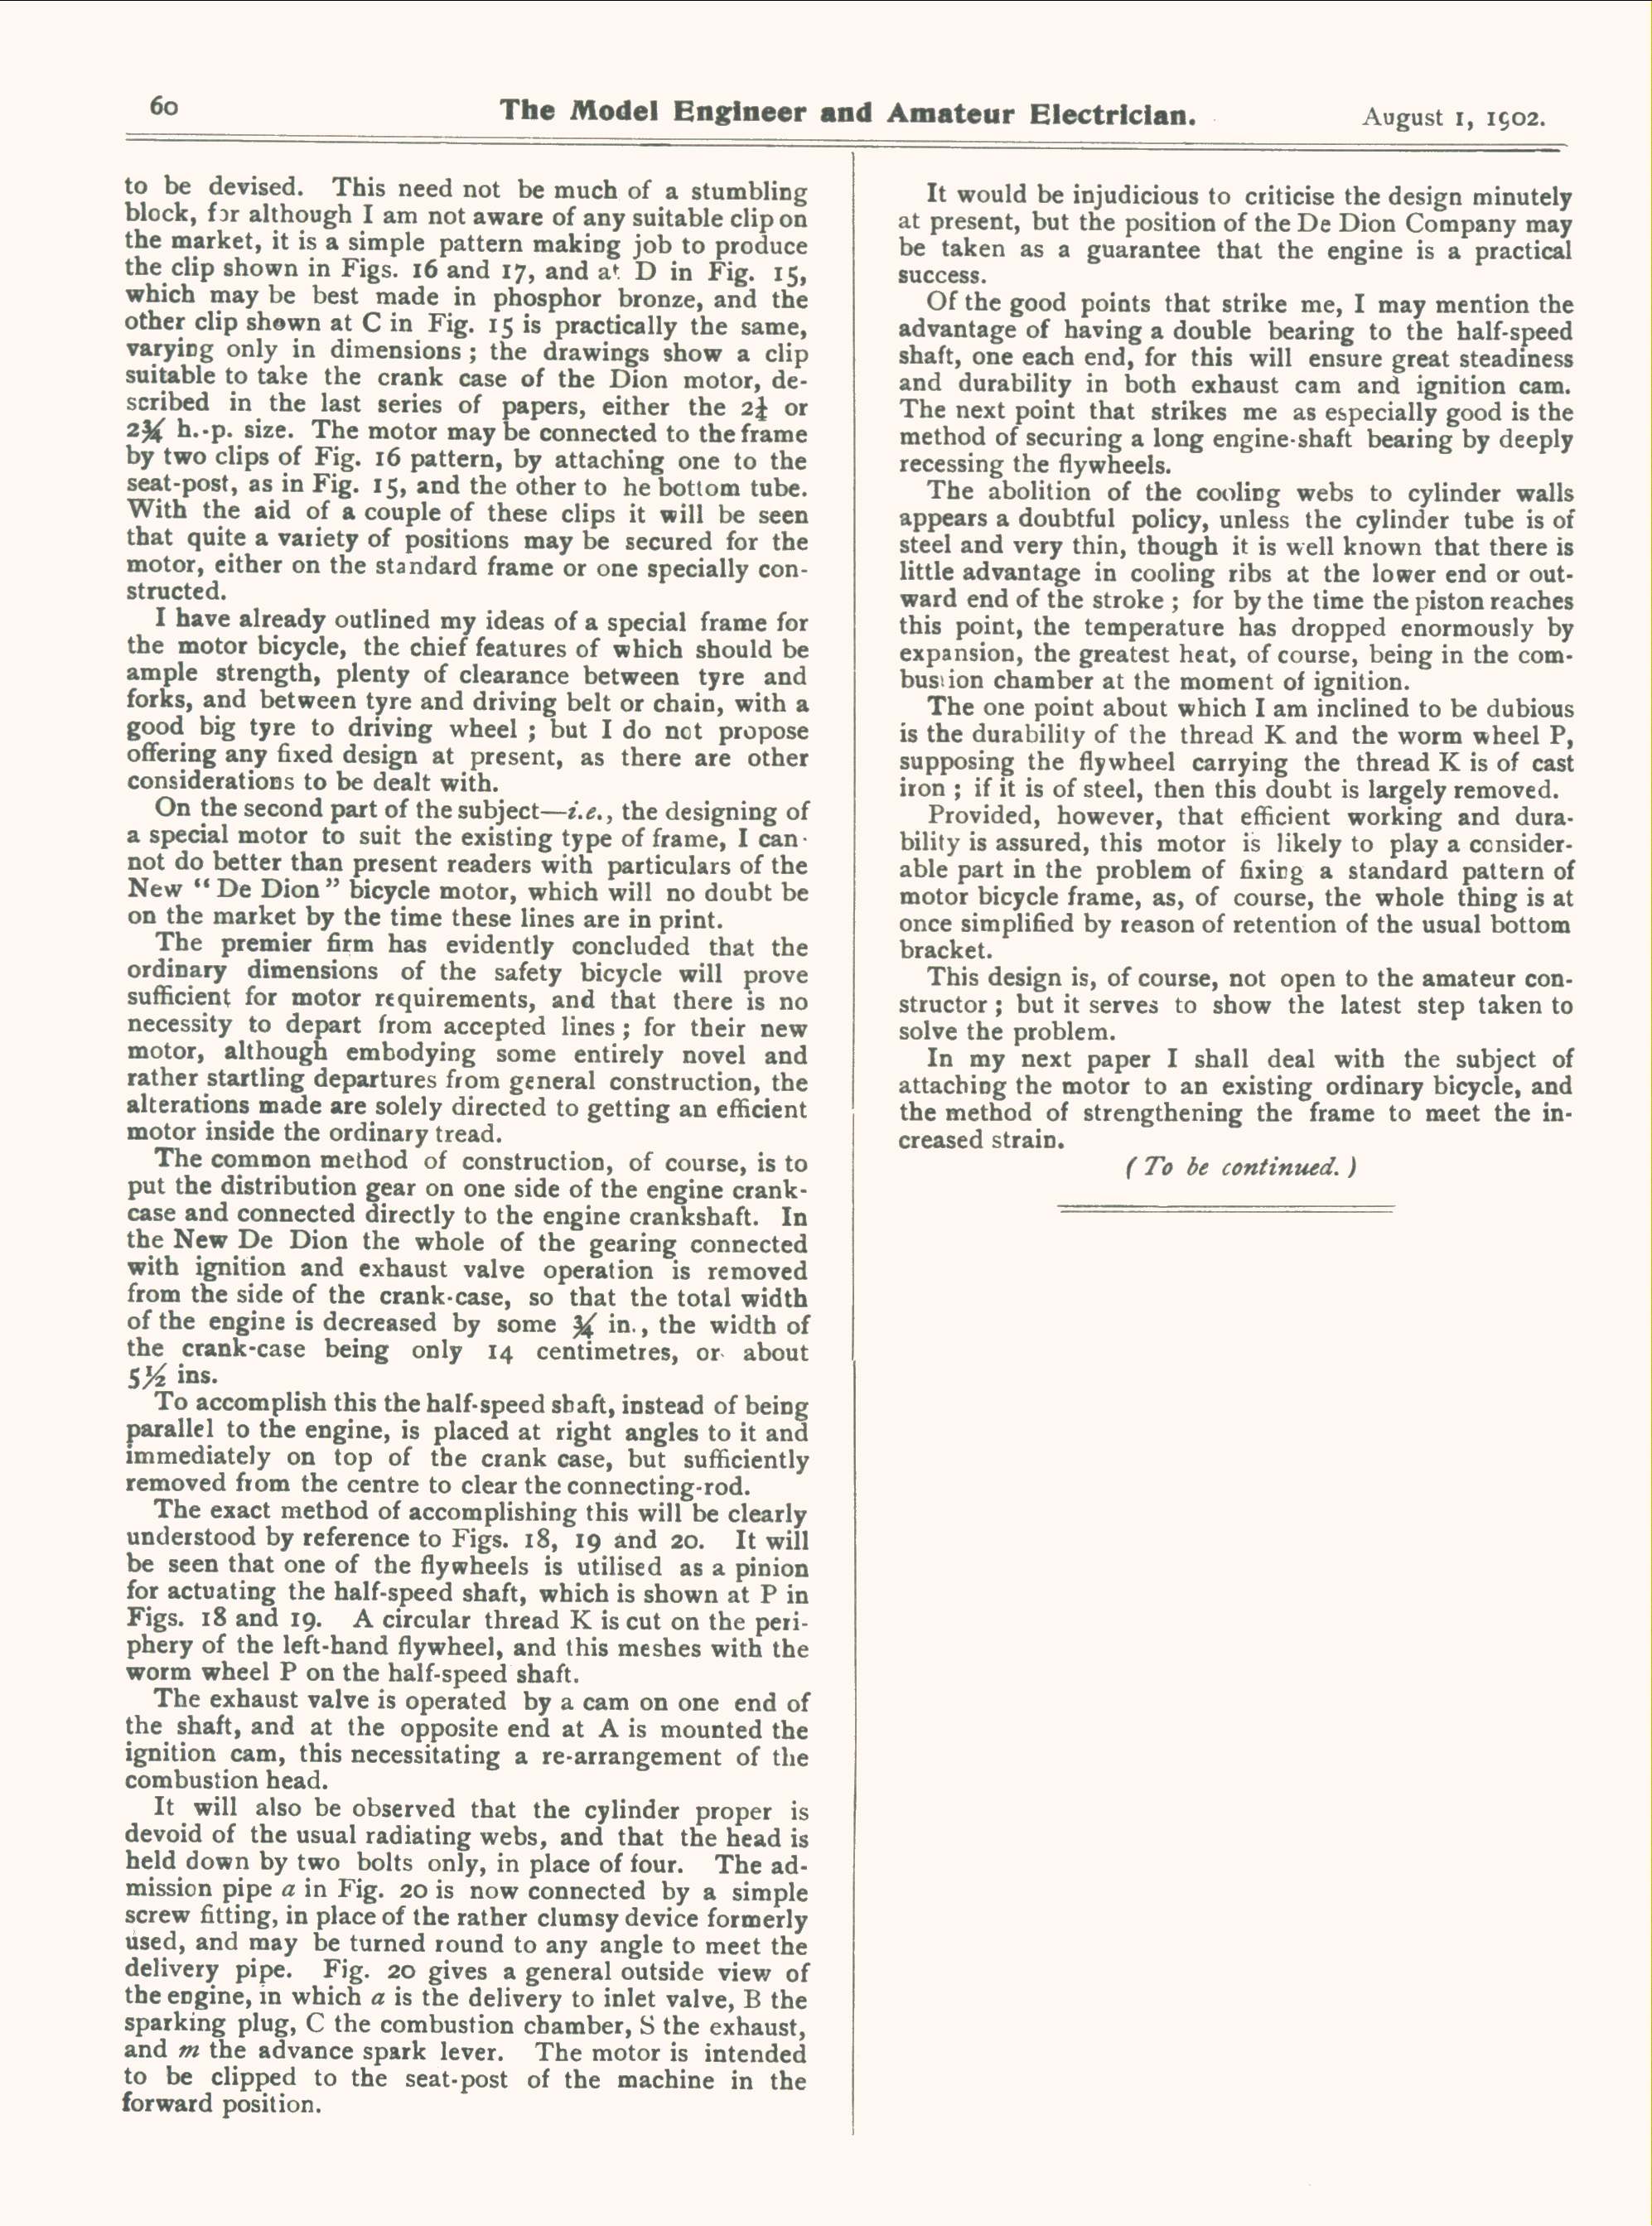 60
The Model Engineer and Amateur Electrician.
August 1, 1902.
to be devised. This need not be much of a stumbling
block, for although I am not aware of any suitable clip on
the market, it is a simple pattern making job to produce
the clip shown in Figs. 16 and 17, and at D in Fig. 15,
which may be best made in phosphor bronze, and the
other clip shown at C in Fig. 15 is practically the same,
varying only in dimensions ; the drawings show a clip
suitable to take the crank case of the Dion motor, de-
scribed in the last series of papers, either the 2¼ or
2¾ h.-p. size. The motor may be connected to the frame
by two clips of Fig. 16 pattern, by attaching one to the
seat-post, as in Fig. 15, and the other to he bottom tube.
With the aid of a couple of these clips it will be seen
that quite a variety of positions may be secured for the
motor, either on the standard frame or one specially con-
structed.
I have already outlined my ideas of a special frame for
the motor bicycle, the chief features of which should be
ample strength, plenty of clearance between tyre and
forks, and between tyre and driving belt or chain, with a
good big tyre to driving wheel ; but I do not propose
offering any fixed design at present, as there are other
considerations to be dealt with.
On the second part of the subject—i.e., the designing of
a special motor to suit the existing type of frame, I can-
not do better than present readers with particulars of the
New “ De Dion ” bicycle motor, which will no doubt be
on the market by the time these lines are in print.
The premier firm has evidently concluded that the
ordinary dimensions of the safety bicycle will prove
sufficient for motor requirements, and that there is no
necessity to depart from accepted lines ; for their new
motor, although embodying some entirely novel and
rather startling departures from general construction, the
alterations made are solely directed to getting an efficient
motor inside the ordinary tread.
The common method of construction, of course, is to
put the distribution gear on one side of the engine crank-
case and connected directly to the engine crankshaft. In
the New De Dion the whole of the gearing connected
with ignition and exhaust valve operation is removed
from the side of the crank-case, so that the total width
of the engine is decreased by some ¾ in., the width of
the crank-case being only 14 centimetres, or about
5½ ins.
To accomplish this the half-speed shaft, instead of being
parallel to the engine, is placed at right angles to it and
immediately on top of the crank case, but sufficiently
removed from the centre to clear the connecting-rod.
The exact method of accomplishing this will be clearly
understood by reference to Figs. 18, 19 and 20. It will
be seen that one of the flywheels is utilised as a pinion
for actuating the half-speed shaft, which is shown at P in
Figs. 18 and 19. A circular thread K is cut on the peri-
phery of the left-hand flywheel, and this meshes with the
worm wheel P on the half-speed shaft.
The exhaust valve is operated by a cam on one end of
the shaft, and at the opposite end at A is mounted the
ignition cam, this necessitating a re-arrangement of the
combustion head.
It will also be observed that the cylinder proper is
devoid of the usual radiating webs, and that the head is
held down by two bolts only, in place of four. The ad-
mission pipe a in Fig. 20 is now connected by a simple
screw fitting, in place of the rather clumsy device formerly
used, and may be turned round to any angle to meet the
delivery pipe. Fig. 20 gives a general outside view of
the engine, in which a is the delivery to inlet valve, B the
sparking plug, C the combustion chamber, S the exhaust,
and m the advance spark lever. The motor is intended
to be clipped to the seat-post of the machine in the
forward position.
It would be injudicious to criticise the design minutely
at present, but the position of the De Dion Company may
be taken as a guarantee that the engine is a practical
success.
Of the good points that strike me, I may mention the
advantage of having a double bearing to the half-speed
shaft, one each end, for this will ensure great steadiness
and durability in both exhaust cam and ignition cam.
The next point that strikes me as especially good is the
method of securing a long engine-shaft bearing by deeply
recessing the flywheels.
The abolition of the cooling webs to cylinder walls
appears a doubtful policy, unless the cylinder tube is of
steel and very thin, though it is well known that there is
little advantage in cooling ribs at the lower end or out-
ward end of the stroke ; for by the time the piston reaches
this point, the temperature has dropped enormously by
expansion, the greatest heat, of course, being in the com-
bustion chamber at the moment of ignition.
The one point about which I am inclined to be dubious
is the durability of the thread K and the worm wheel P,
supposing the flywheel carrying the thread K is of cast
iron ; if it is of steel, then this doubt is largely removed.
Provided, however, that efficient working and dura-
bility is assured, this motor is likely to play a consider-
able part in the problem of fixing a standard pattern of
motor bicycle frame, as, of course, the whole thing is at
once simplified by reason of retention of the usual bottom
bracket.
This design is, of course, not open to the amateur con-
structor ; but it serves to show the latest step taken to
solve the problem.
In my next paper I shall deal with the subject of
attaching the motor to an existing ordinary bicycle, and
the method of strengthening the frame to meet the in-
creased strain.
( To be continued. )